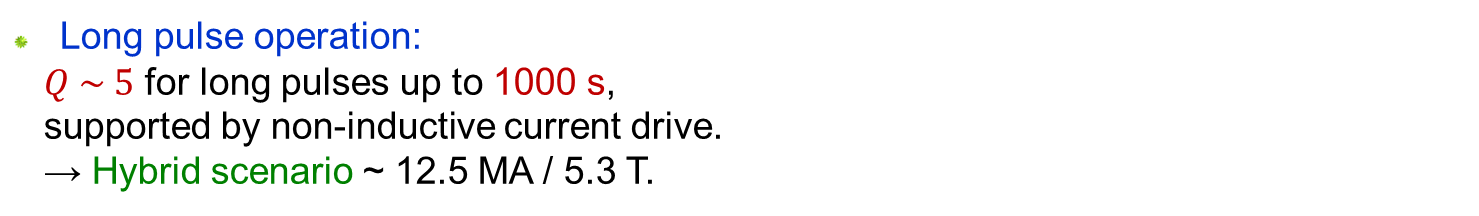 Long pulse operation:
Q ~ 5 for long pulses up to 1000 s,
supported by non-inductive current drive.
→ Hybrid scenario ~ 12.5 MA / 5.3 T.